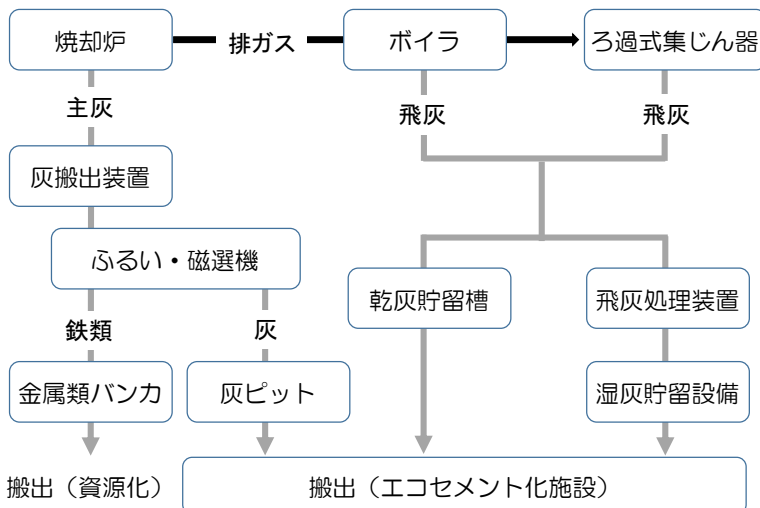 焼却炉
排ガス
ボイラ
ろ過式集じん器
主灰
飛灰
飛灰
灰搬出装置
ふるい・磁選機
乾灰貯留槽
飛灰処理装置
鉄類
灰
金属類バンカ
灰ピット
湿灰貯留設備
搬出（資源化）
搬出（エコセメント化施設）